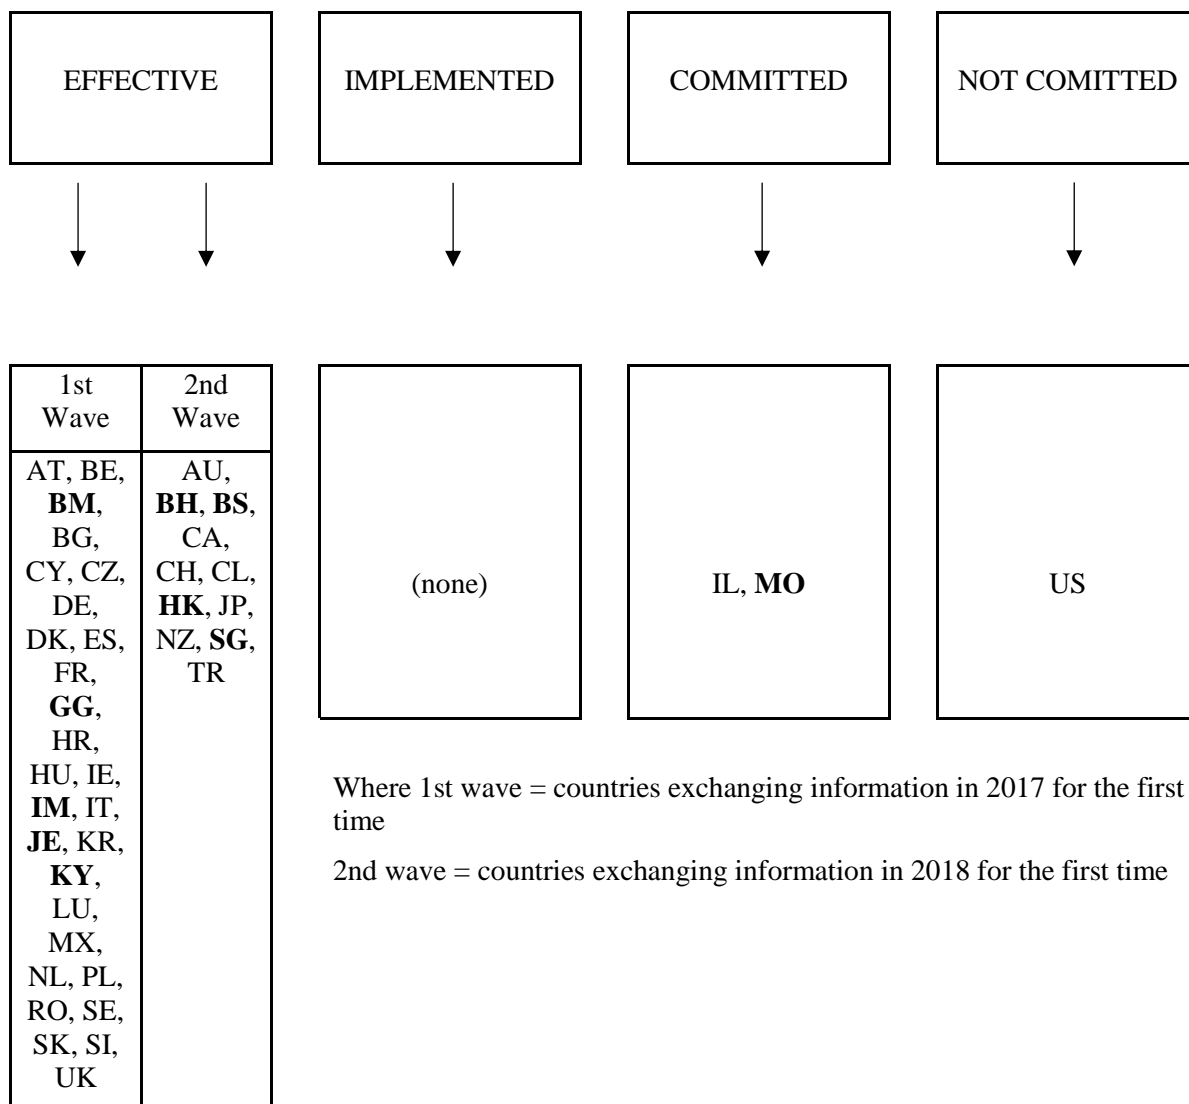 EFFECTIVE
IMPLEMENTED
COMMITTED
NOT COMITTED
1st
Wave
2nd
Wave
AT, BE,
BM,
BG,
CY, CZ,
DE,
DK, ES,
FR,
GG,
HR,
HU, IE,
IM, IT,
JE, KR,
KY,
LU,
MX,
NL, PL,
RO, SE,
SK, SI,
UK
AU,
BH, BS,
CA,
CH, CL,
HK, JP,
NZ, SG,
TR
(none)
IL, MO
US
Where 1st wave = countries exchanging information in 2017 for the first
time
2nd wave = countries exchanging information in 2018 for the first time